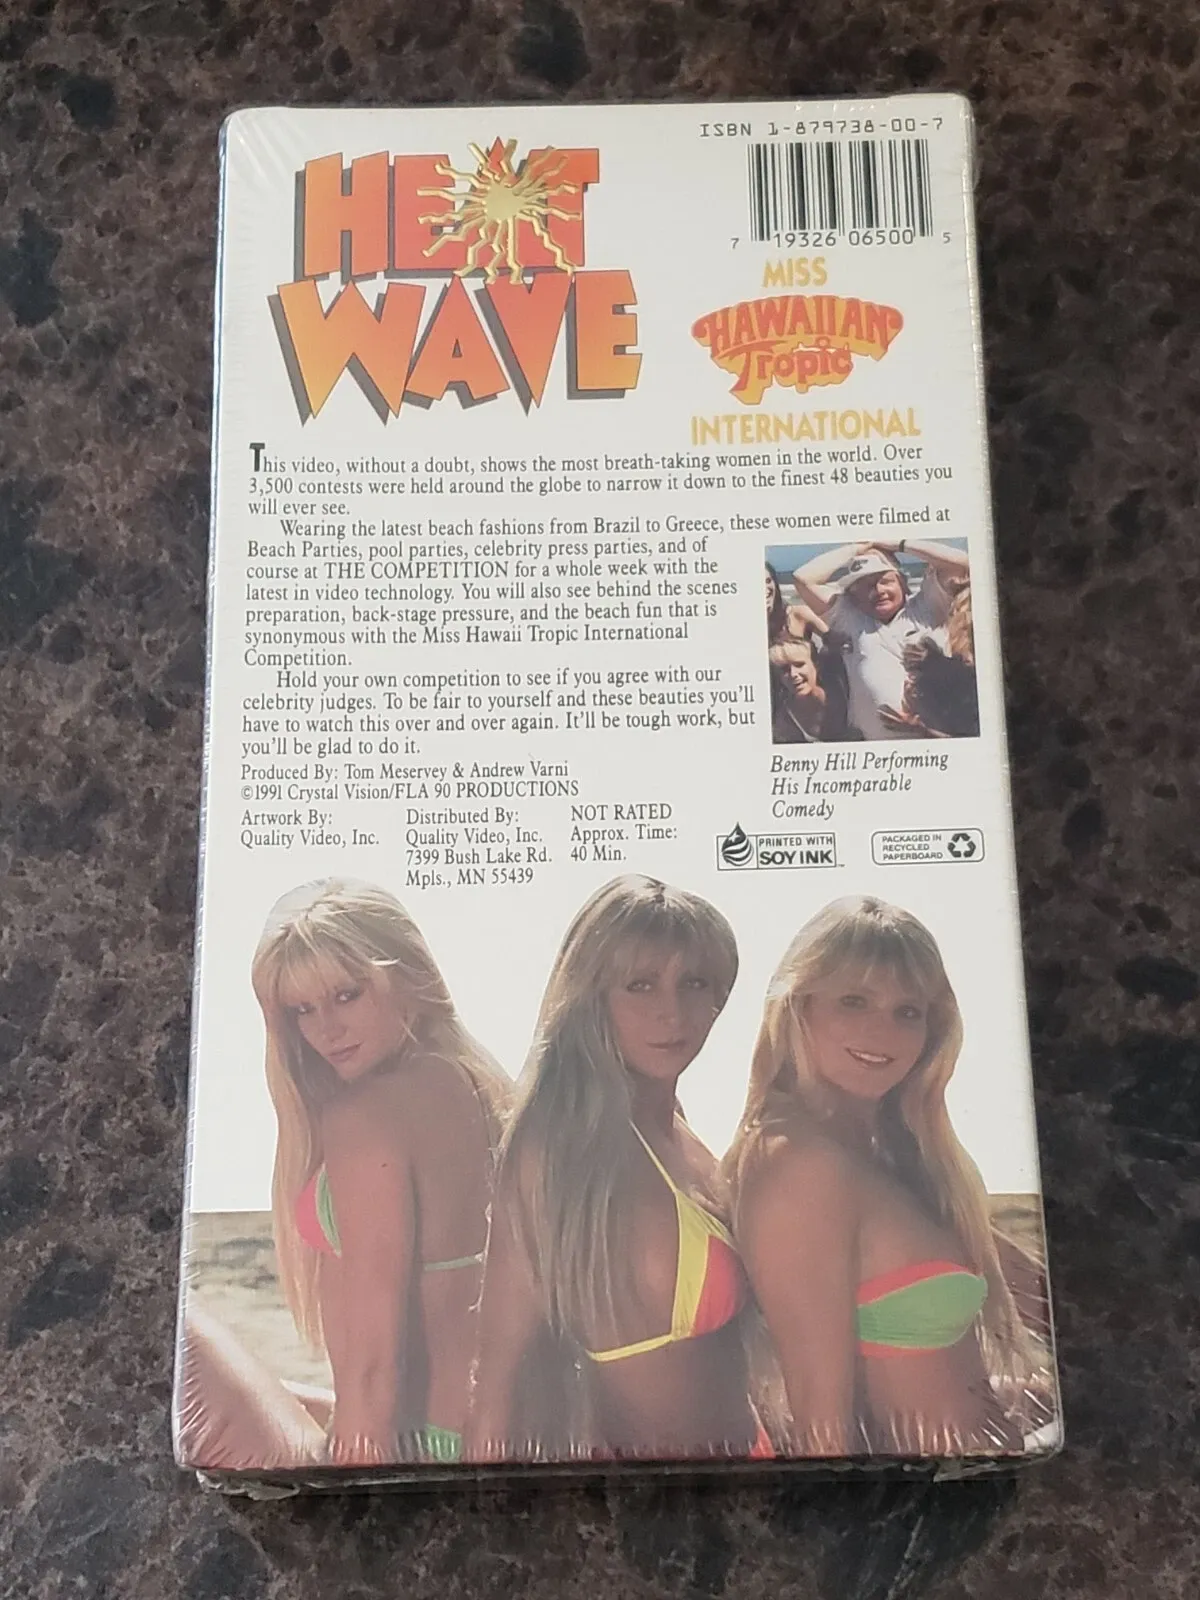 HEAT
WAVE
ISBN 1-879738-00-7
7 19326 06500 5
MISS
HAWAIIAN
Tropic
INTERNATIONAL
This video, without a doubt, shows the most breath-taking women in the world. Over
3,500 contests were held around the globe to narrow it down to the finest 48 beauties you
will ever see.
Wearing the latest beach fashions from Brazil to Greece, these women were filmed at
Beach Parties, pool parties, celebrity press parties, and of
course at THE COMPETITION for a whole week with the
latest in video technology. You will also see behind the scenes
preparation, back-stage pressure, and the beach fun that is
synonymous with the Miss Hawaii Tropic International
Competition.
Hold your own competition to see if you agree with our
celebrity judges. To be fair to yourself and these beauties you'll
have to watch this over and over again. It'll be tough work, but
you'll be glad to do it.
Benny Hill Performing
His Incomparable
Comedy
Produced By: Tom Meservey & Andrew Varni
©1991 Crystal Vision/FLA 90 PRODUCTIONS
Artwork By:
Quality Video, Inc.
Distributed By:
Quality Video, Inc.
7399 Bush Lake Rd.
Mpls., MN 55439
NOT RATED
Approx. Time:
40 Min.
PRINTED WITH
SOY INK
TM
PACKAGED IN
RECYCLED
PAPERBOARD